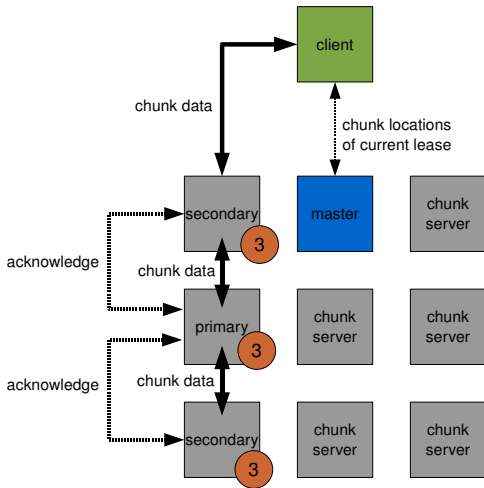 client
chunk data
chunk locations
of current lease
secondary
master
chunk
server
3
acknowledge
chunk data
primary
chunk
server
chunk
server
3
acknowledge
chunk data
secondary
chunk
server
chunk
server
3